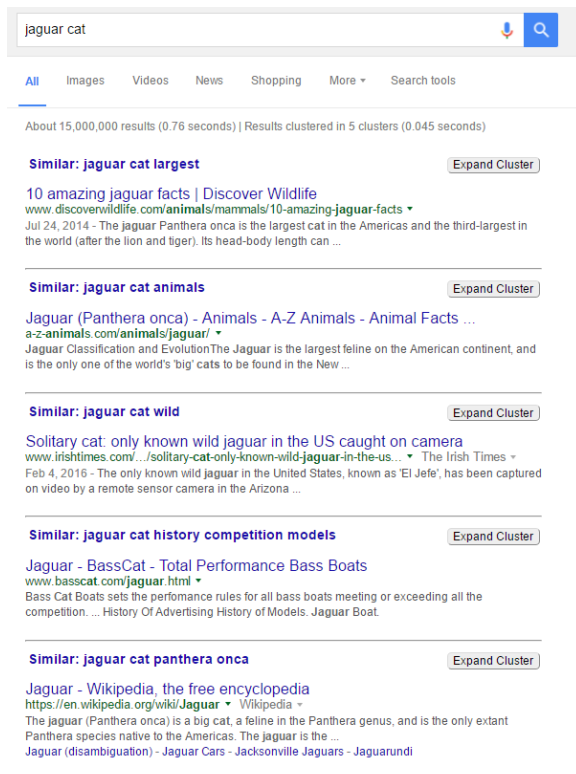 jaguar cat
All Images Videos News Shopping More ▾ Search tools
About 15,000,000 results (0.76 seconds) | Results clustered in 5 clusters (0.045 seconds)
Similar: jaguar cat largest Expand Cluster
10 amazing jaguar facts | Discover Wildlife
www.discoverwildlife.com/animals/mammals/10-amazing-jaguar-facts ▾
Jul 24, 2014 - The jaguar Panthera onca is the largest cat in the Americas and the third-largest in
the world (after the lion and tiger). Its head-body length can ...
Similar: jaguar cat animals Expand Cluster
Jaguar (Panthera onca) - Animals - A-Z Animals - Animal Facts ...
a-z-animals.com/animals/jaguar/ ▾
Jaguar Classification and EvolutionThe Jaguar is the largest feline on the American continent, and
is the only one of the world's 'big' cats to be found in the New ...
Similar: jaguar cat wild Expand Cluster
Solitary cat: only known wild jaguar in the US caught on camera
www.irishtimes.com/.../solitary-cat-only-known-wild-jaguar-in-the-us... ▾ The Irish Times ▾
Feb 4, 2016 - The only known wild jaguar in the United States, known as 'El Jefe', has been captured
on video by a remote sensor camera in the Arizona ...
Similar: jaguar cat history competition models Expand Cluster
Jaguar - BassCat - Total Performance Bass Boats
www.basscat.com/jaguar.html ▾
Bass Cat Boats sets the perfomance rules for all bass boats meeting or exceeding all the
competition. ... History Of Advertising History of Models. Jaguar Boat.
Similar: jaguar cat panthera onca Expand Cluster
Jaguar - Wikipedia, the free encyclopedia
https://en.wikipedia.org/wiki/Jaguar ▾ Wikipedia ▾
The jaguar (Panthera onca) is a big cat, a feline in the Panthera genus, and is the only extant
Panthera species native to the Americas. The jaguar is the ...
Jaguar (disambiguation) - Jaguar Cars - Jacksonville Jaguars - Jaguarundi